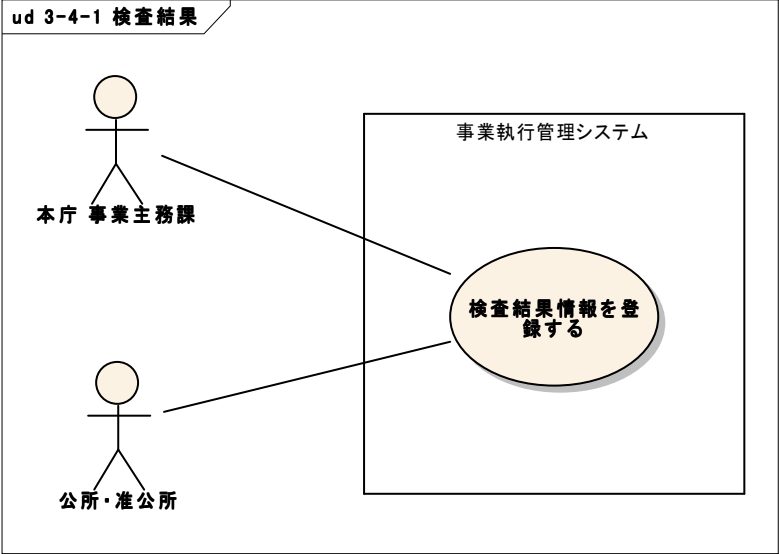 ud 3-4-1 検査結果
事業執行管理システム
本庁 事業主務課
検査結果情報を登
録する
公所・准公所